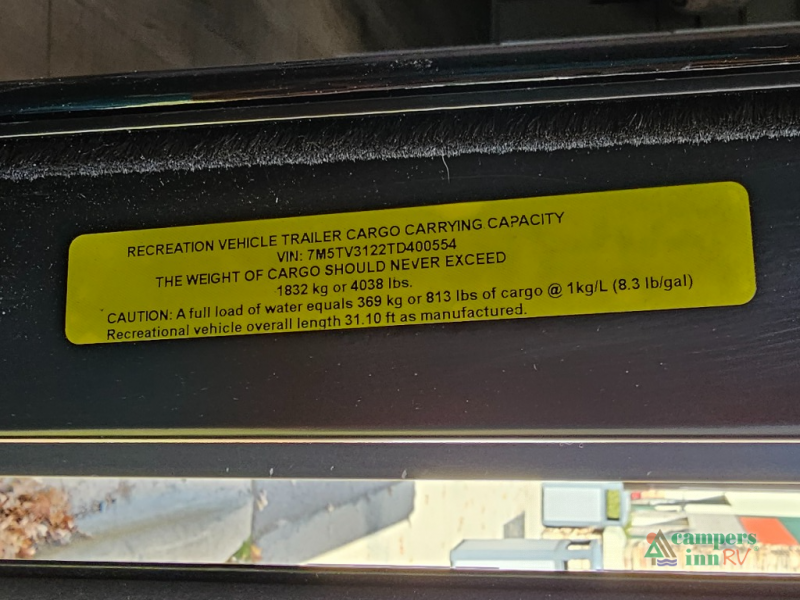 RECREATION VEHICLE TRAILER CARGO CARRYING CAPACITY
VIN: 7M5TV3122TD400554
THE WEIGHT OF CARGO SHOULD NEVER EXCEED
1832 kg or 4038 lbs.
CAUTION: A full load of water equals 369 kg or 813 lbs of cargo @ 1kg/L (8.3 lb/gal)
Recreational vehicle overall length 31.10 ft as manufactured.
campers
inn RV